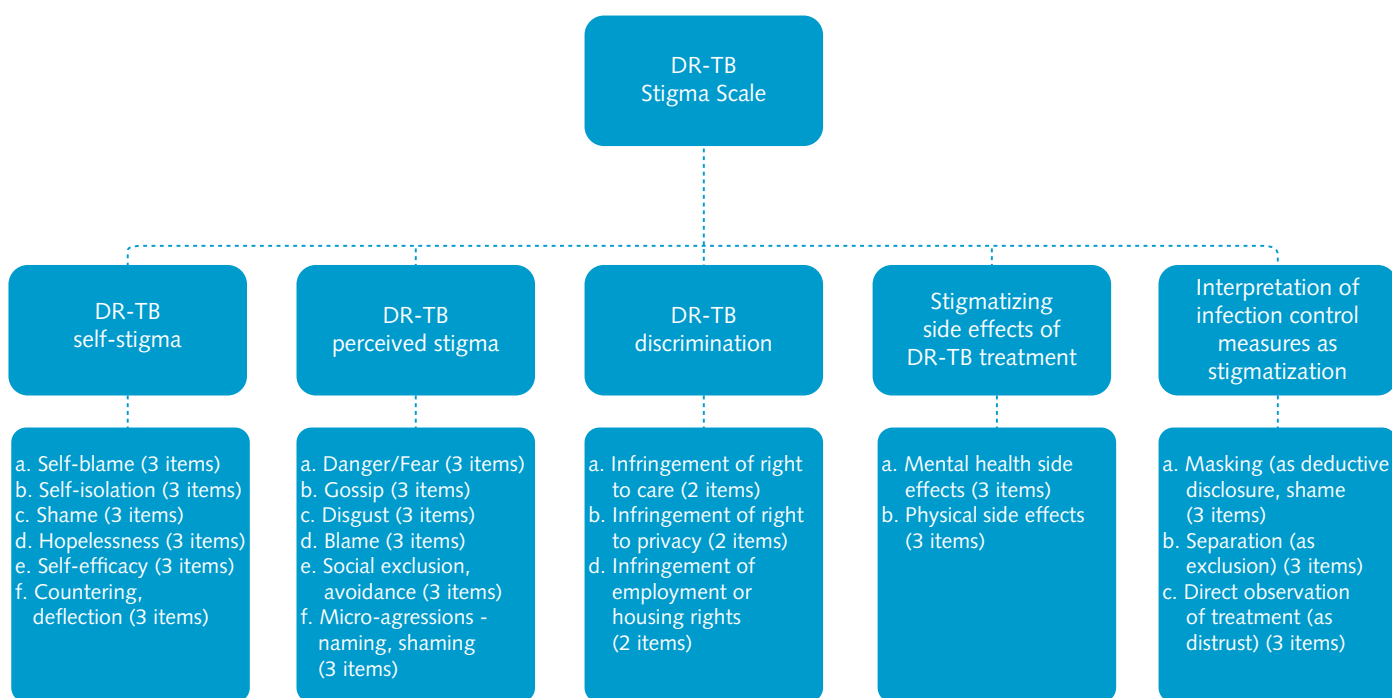 DR-TB
Stigma Scale
DR-TB
self-stigma
DR-TB
perceived stigma
DR-TB
discrimination
Stigmatizing
side effects of
DR-TB treatment
Interpretation of
infection control
measures as
stigmatization
a. Self-blame (3 items)
b. Self-isolation (3 items)
c. Shame (3 items)
d. Hopelessness (3 items)
e. Self-efficacy (3 items)
f. Countering,
deflection (3 items)
a. Danger/Fear (3 items)
b. Gossip (3 items)
c. Disgust (3 items)
d. Blame (3 items)
e. Social exclusion,
avoidance (3 items)
f. Micro-agressions -
naming, shaming
(3 items)
a. Infringement of right
to care (2 items)
b. Infringement of right
to privacy (2 items)
d. Infringement of
employment or
housing rights
(2 items)
a. Mental health side
effects (3 items)
b. Physical side effects
(3 items)
a. Masking (as deductive
disclosure, shame
(3 items)
b. Separation (as
exclusion) (3 items)
c. Direct observation
of treatment (as
distrust) (3 items)